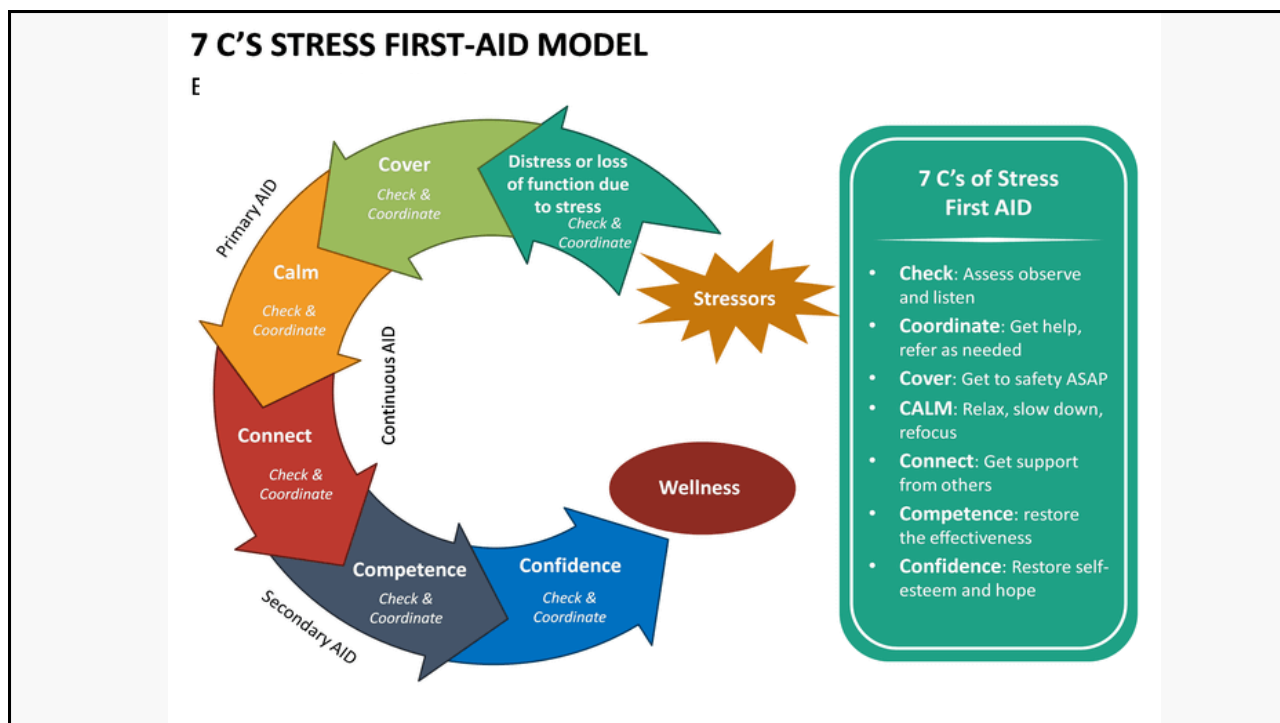 7 C’S STRESS FIRST-AID MODEL
E
Distress or loss
of function due
to stress
Check &
Coordinate
Cover
Check &
Coordinate
Primary AID
Calm
Check &
Coordinate
Continuous AID
Connect
Check &
Coordinate
Secondary AID
Competence
Check &
Coordinate
Confidence
Check &
Coordinate
Stressors
Wellness
7 C’s of Stress
First AID
• Check: Assess observe
and listen
• Coordinate: Get help,
refer as needed
• Cover: Get to safety ASAP
• CALM: Relax, slow down,
refocus
• Connect: Get support
from others
• Competence: restore
the effectiveness
• Confidence: Restore self-
esteem and hope